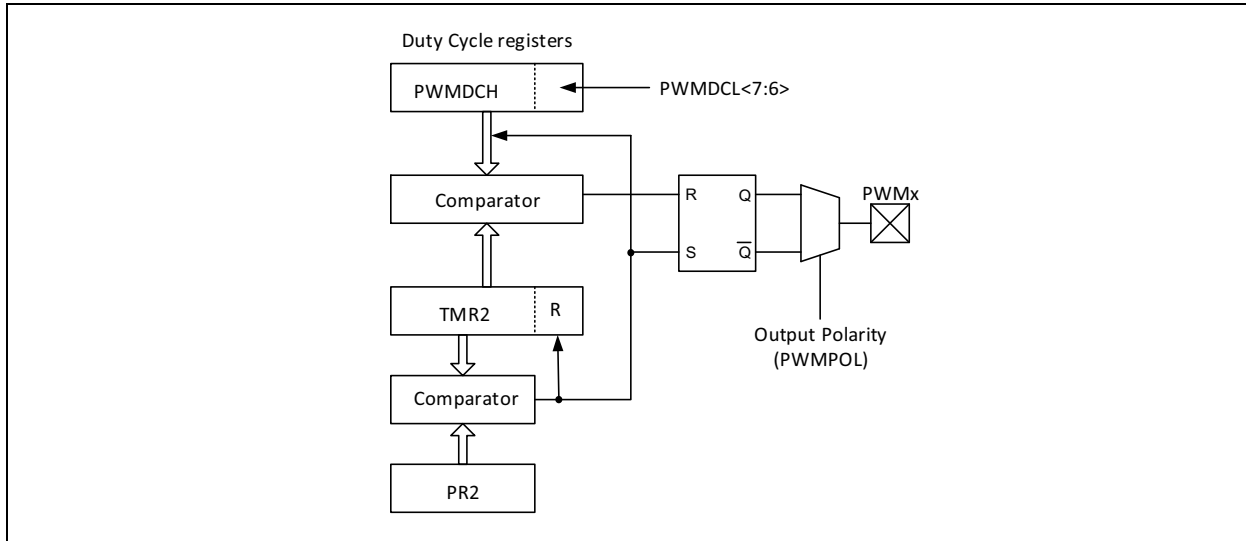 Duty Cycle registers
PWMDCH
PWMDCL<7:6>
Comparator
R Q
PWMx
S Q̅
TMR2 R
Output Polarity
(PWMPOL)
Comparator
PR2